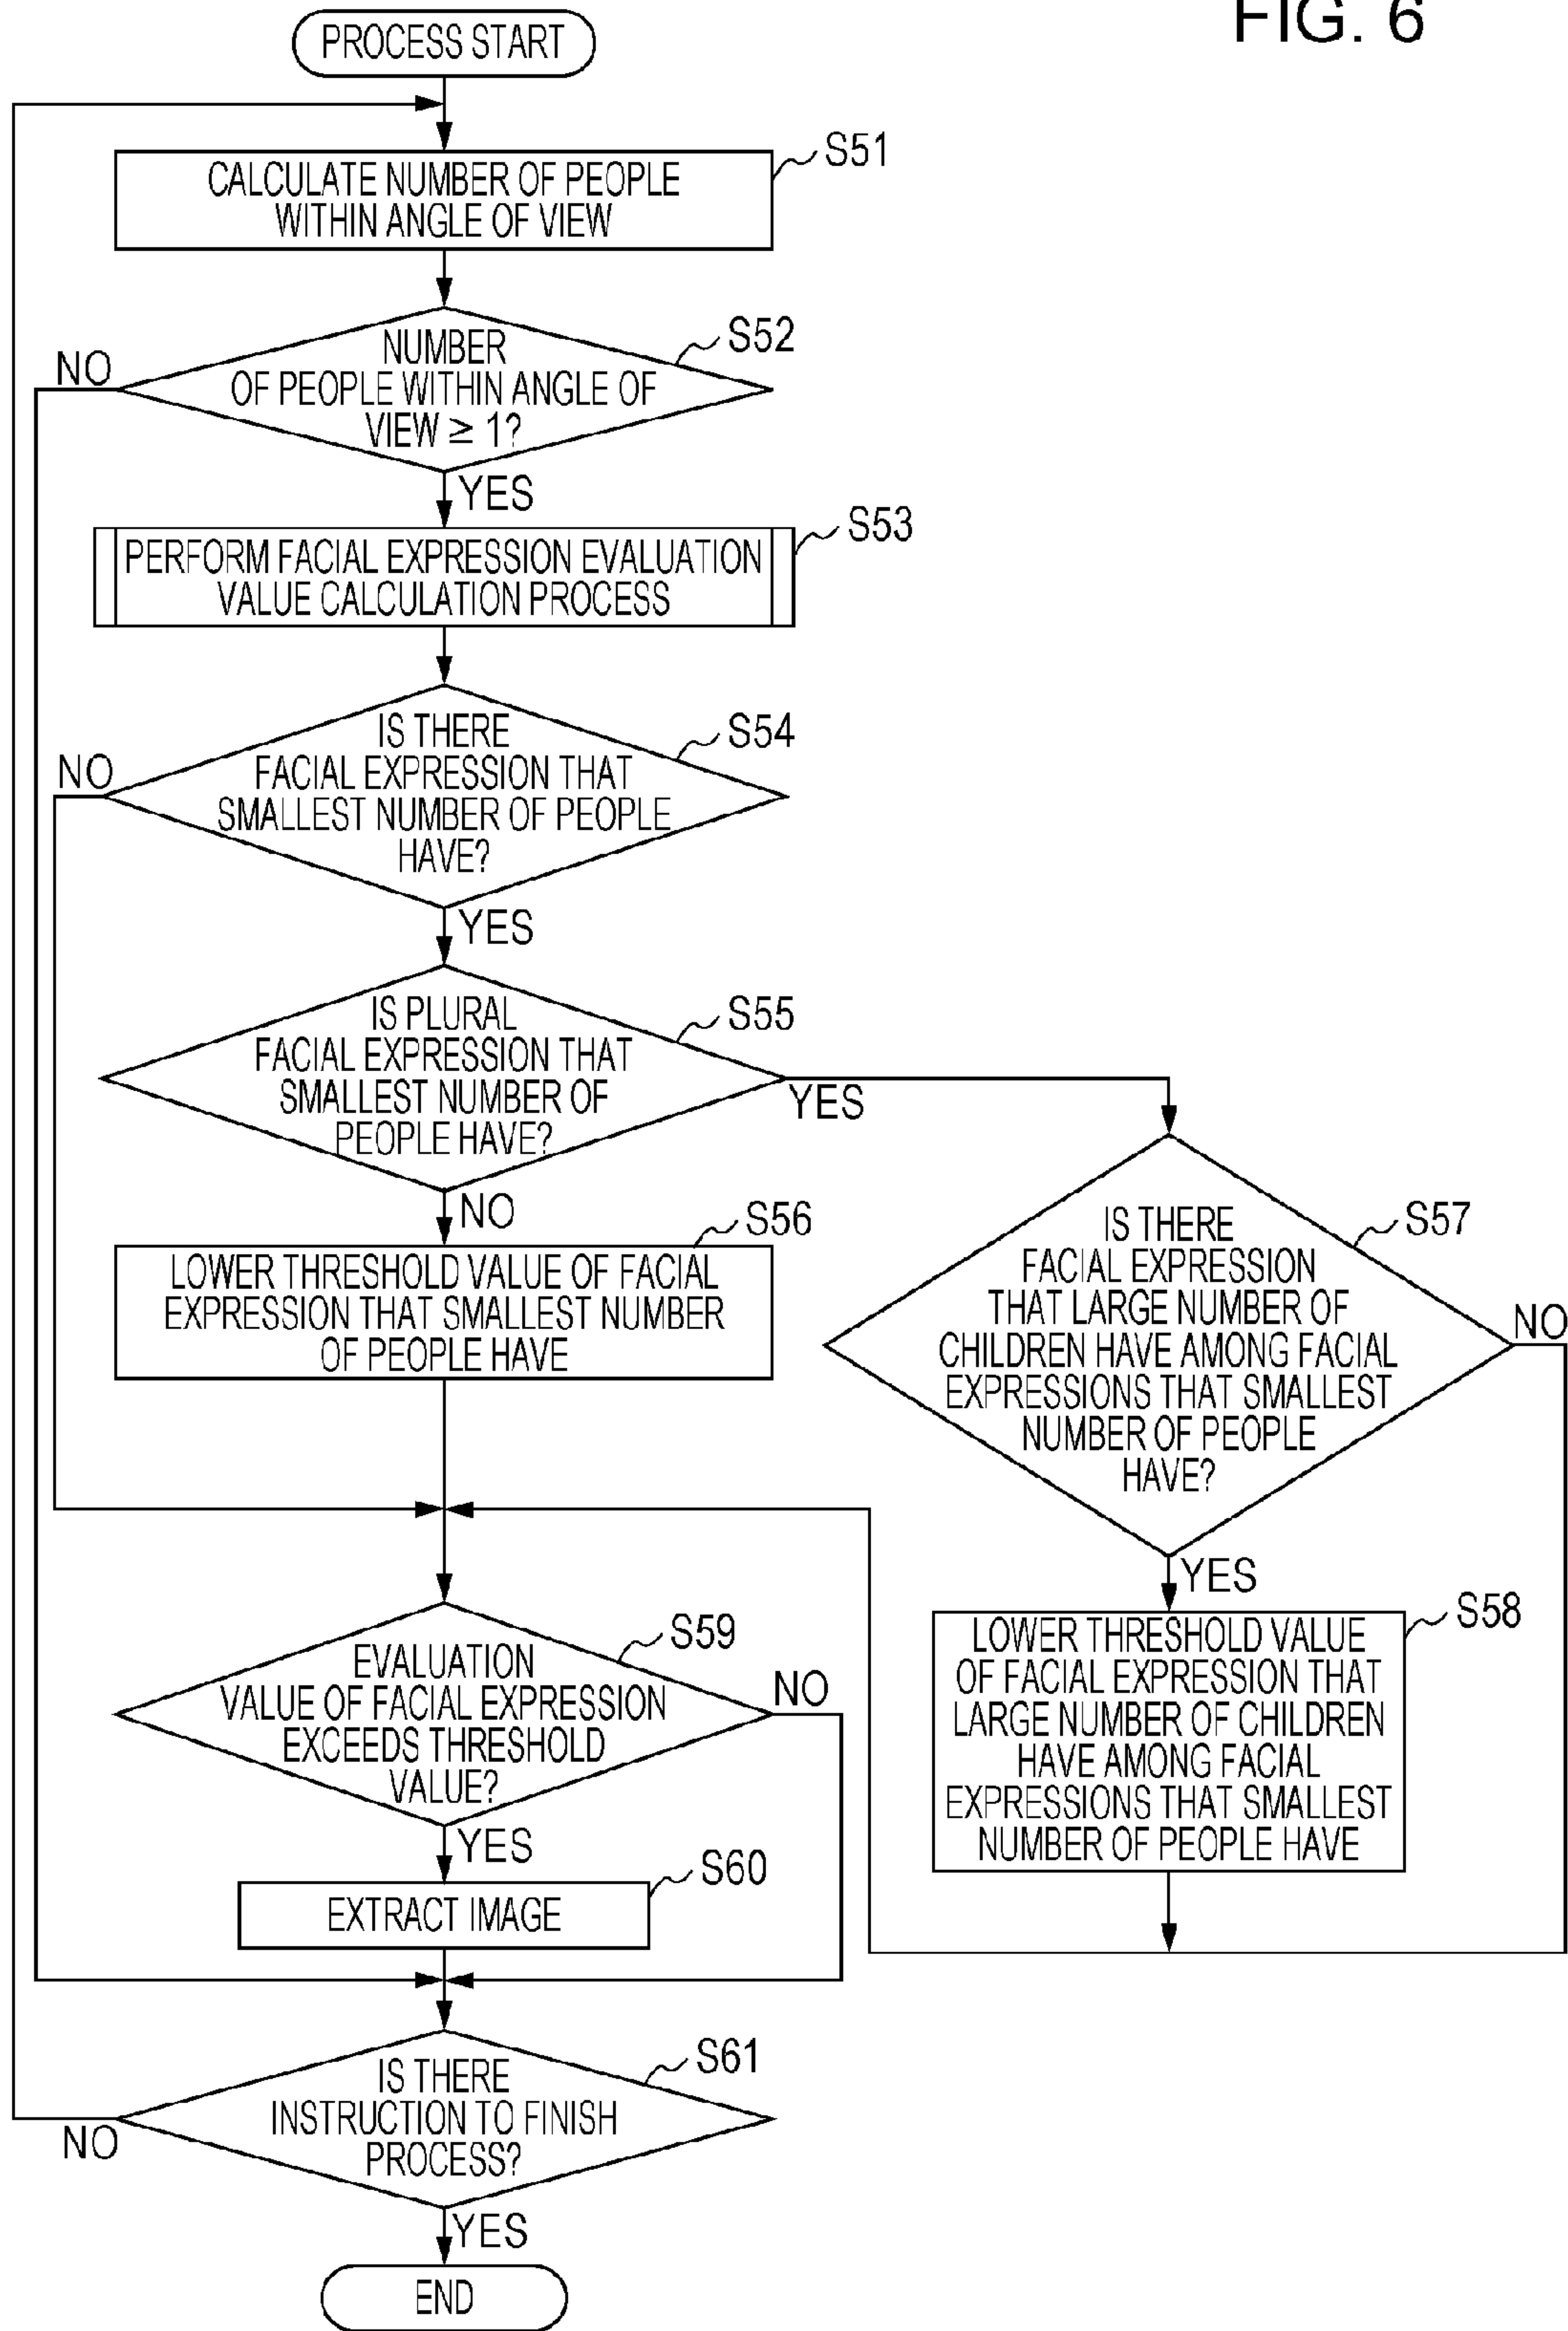 FIG. 6
PROCESS START
S51
CALCULATE NUMBER OF PEOPLE
WITHIN ANGLE OF VIEW
S52
NUMBER
OF PEOPLE WITHIN ANGLE OF
VIEW ≥ 1?
NO
YES
S53
PERFORM FACIAL EXPRESSION EVALUATION
VALUE CALCULATION PROCESS
S54
IS THERE
FACIAL EXPRESSION THAT
SMALLEST NUMBER OF PEOPLE
HAVE?
NO
YES
S55
IS PLURAL
FACIAL EXPRESSION THAT
SMALLEST NUMBER OF
PEOPLE HAVE?
YES
NO
S56
LOWER THRESHOLD VALUE OF FACIAL
EXPRESSION THAT SMALLEST NUMBER
OF PEOPLE HAVE
S57
IS THERE
FACIAL EXPRESSION
THAT LARGE NUMBER OF
CHILDREN HAVE AMONG FACIAL
EXPRESSIONS THAT SMALLEST
NUMBER OF PEOPLE
HAVE?
NO
YES
S58
LOWER THRESHOLD VALUE
OF FACIAL EXPRESSION THAT
LARGE NUMBER OF CHILDREN
HAVE AMONG FACIAL
EXPRESSIONS THAT SMALLEST
NUMBER OF PEOPLE HAVE
S59
EVALUATION
VALUE OF FACIAL EXPRESSION
EXCEEDS THRESHOLD
VALUE?
NO
YES
S60
EXTRACT IMAGE
S61
IS THERE
INSTRUCTION TO FINISH
PROCESS?
NO
YES
END